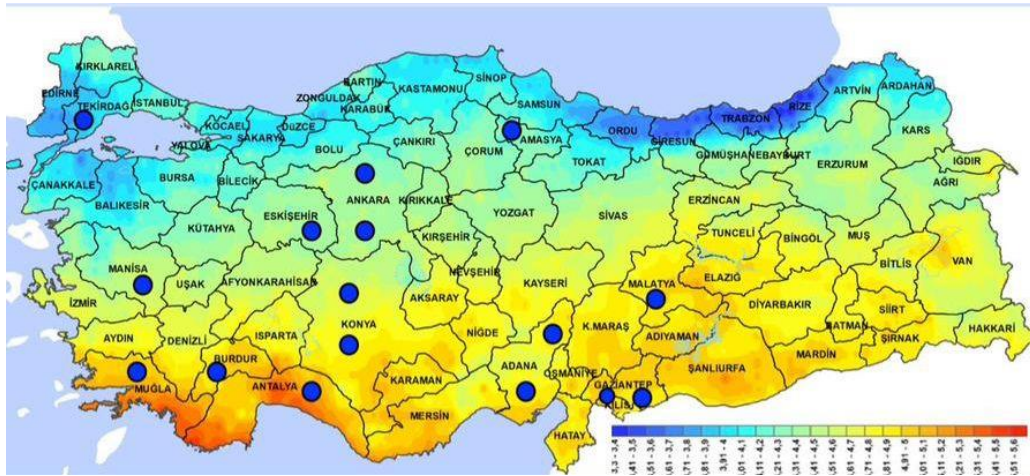 KIRKLARELİ
EDİRNE
TEKİRDAĞ
İSTANBUL
KOCAELİ
YALOVA
SAKARYA
DÜZCE
ZONGULDAK
BARTIN
KARABÜK
KASTAMONU
SİNOP
SAMSUN
ORDU
GİRESUN
TRABZON
RİZE
ARTVİN
ARDAHAN
KARS
IĞDIR
AĞRI
ERZURUM
BAYBURT
GÜMÜŞHANE
TOKAT
AMASYA
ÇORUM
ÇANKIRI
BOLU
BİLECİK
BURSA
ÇANAKKALE
BALIKESİR
KÜTAHYA
ESKİŞEHİR
ANKARA
KIRIKKALE
YOZGAT
SİVAS
ERZİNCAN
TUNCELİ
BİNGÖL
MUŞ
BİTLİS
VAN
HAKKARİ
ŞIRNAK
SİİRT
BATMAN
MARDİN
DİYARBAKIR
ELAZIĞ
MALATYA
ADIYAMAN
ŞANLIURFA
GAZİANTEP
KİLİS
HATAY
OSMANİYE
K.MARAŞ
KAYSERİ
NEVŞEHİR
KIRŞEHİR
AKSARAY
NİĞDE
ADANA
MERSİN
KARAMAN
KONYA
AFYONKARAHİSAR
UŞAK
MANİSA
İZMİR
AYDIN
DENİZLİ
ISPARTA
BURDUR
MUĞLA
ANTALYA